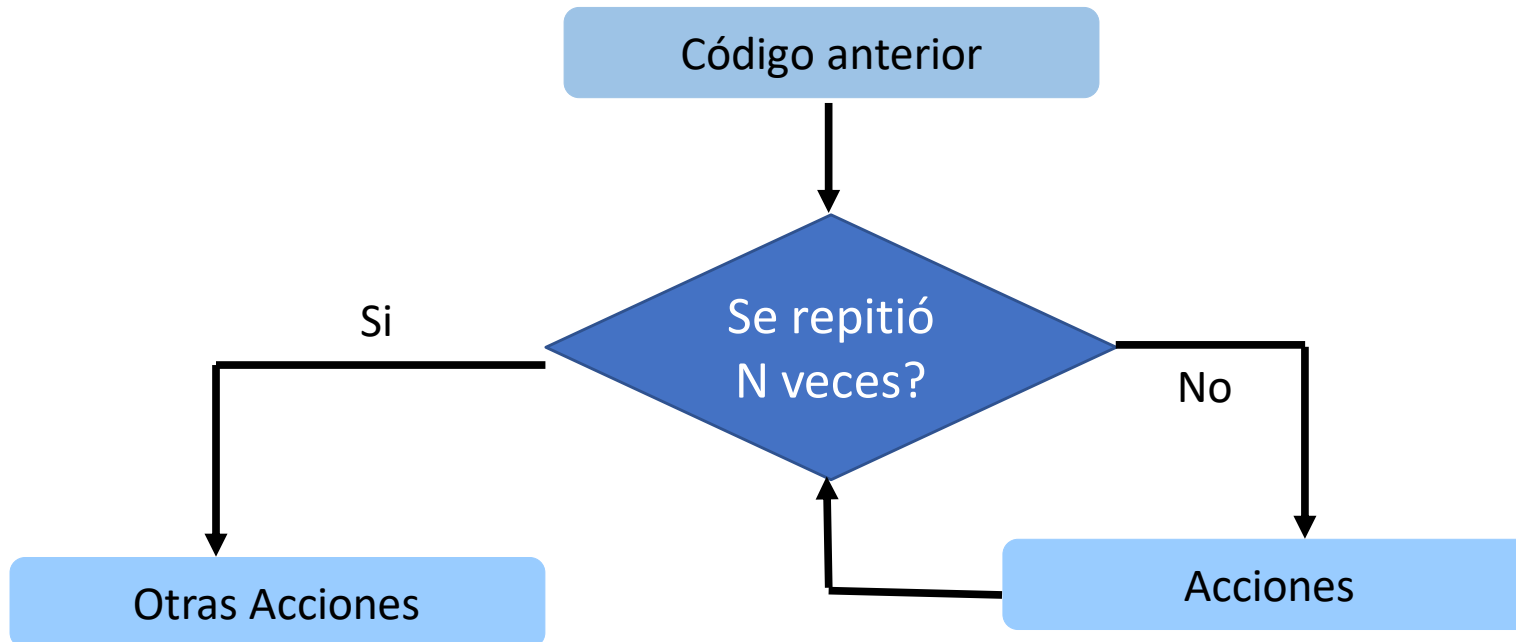 Código anterior
Si
Se repitió
N veces?
No
Otras Acciones
Acciones